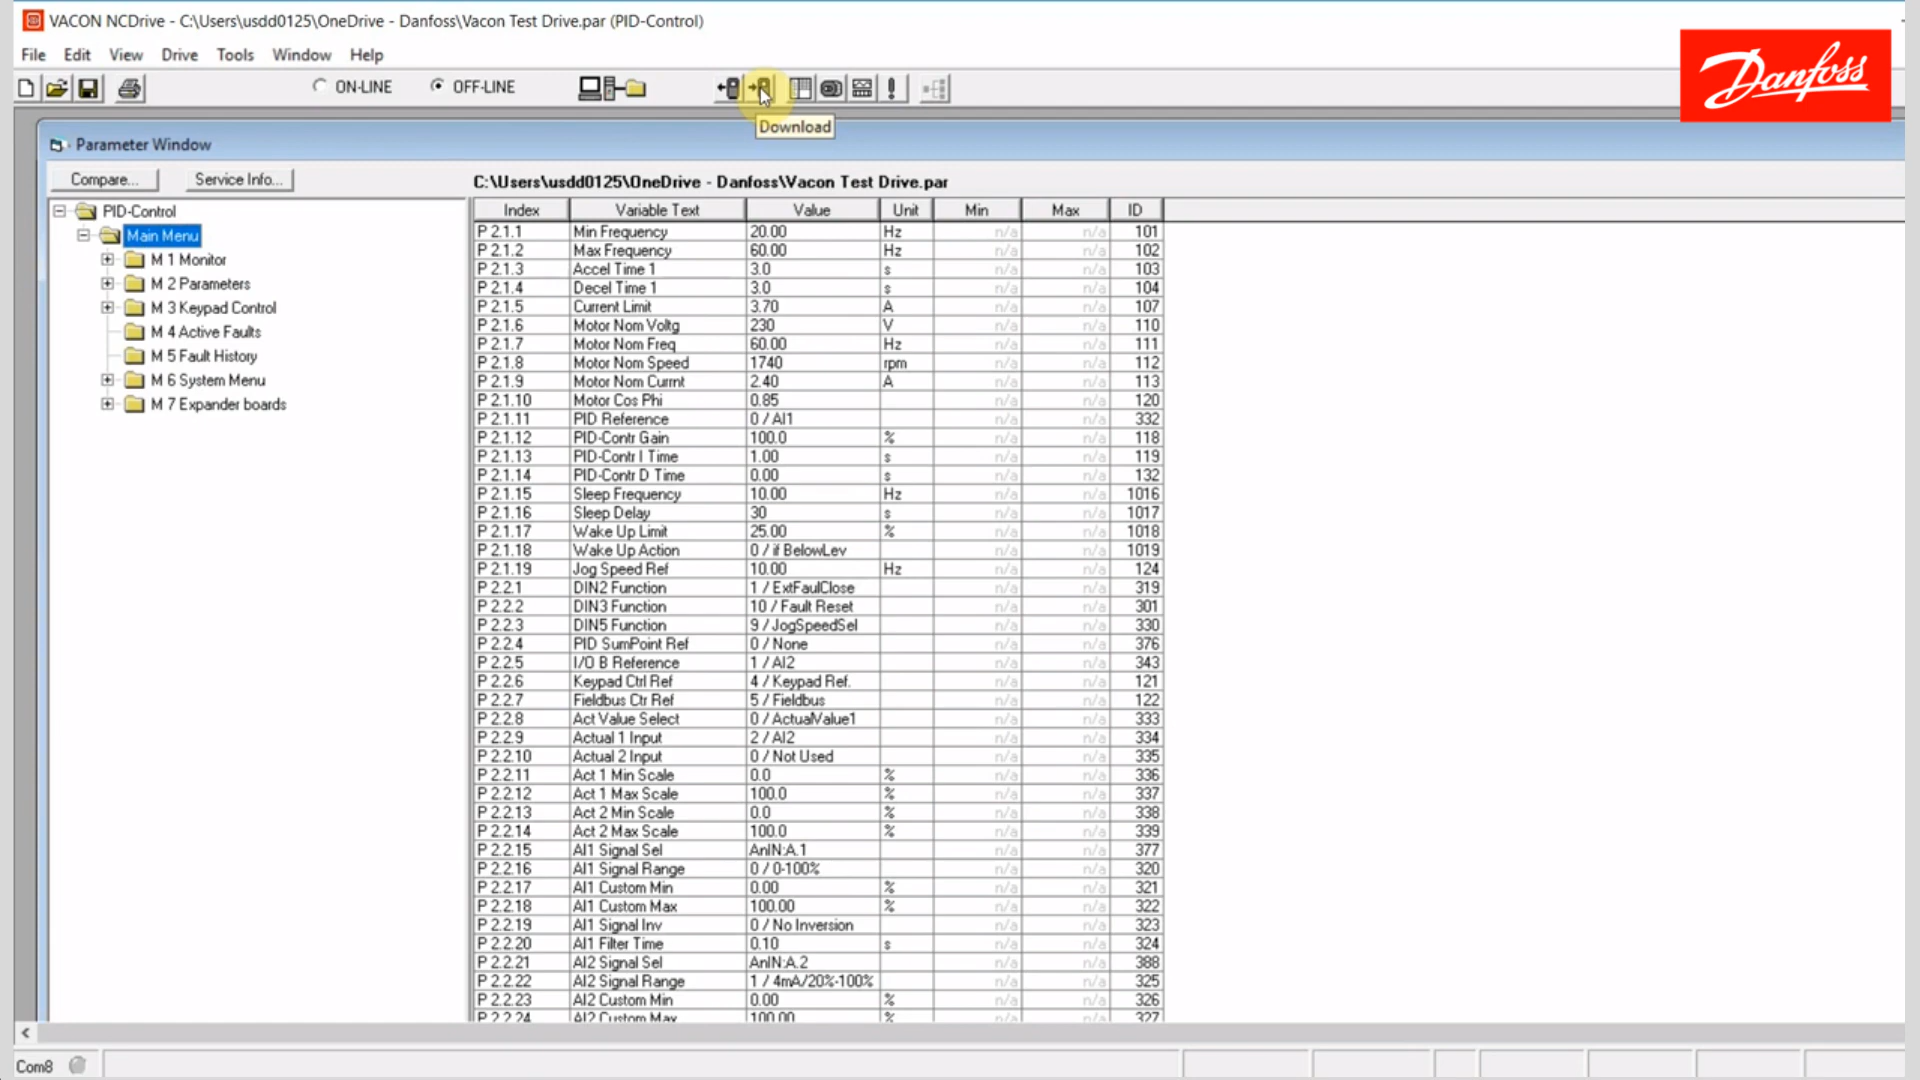 VACON NCDrive - C:\Users\usdd0125\OneDrive - Danfoss\Vacon Test Drive.par (PID-Control)
File Edit View Drive Tools Window Help
Danfoss
ON-LINE OFF-LINE
Download
Parameter Window
Compare... Service Info...
C:\Users\usdd0125\OneDrive - Danfoss\Vacon Test Drive.par
PID-Control
Main Menu
M 1 Monitor
M 2 Parameters
M 3 Keypad Control
M 4 Active Faults
M 5 Fault History
M 6 System Menu
M 7 Expander boards
Index Variable Text Value Unit Min Max ID
P 2.1.1 Min Frequency 20.00 Hz n/a n/a 101
P 2.1.2 Max Frequency 60.00 Hz n/a n/a 102
P 2.1.3 Accel Time 1 3.0 s n/a n/a 103
P 2.1.4 Decel Time 1 3.0 s n/a n/a 104
P 2.1.5 Current Limit 3.70 A n/a n/a 107
P 2.1.6 Motor Nom Voltg 230 V n/a n/a 110
P 2.1.7 Motor Nom Freq 60.00 Hz n/a n/a 111
P 2.1.8 Motor Nom Speed 1740 rpm n/a n/a 112
P 2.1.9 Motor Nom Currnt 2.40 A n/a n/a 113
P 2.1.10 Motor Cos Phi 0.85 n/a n/a 120
P 2.1.11 PID Reference 0 / AI1 n/a n/a 332
P 2.1.12 PID-Contr Gain 100.0 % n/a n/a 118
P 2.1.13 PID-Contr I Time 1.00 s n/a n/a 119
P 2.1.14 PID-Contr D Time 0.00 s n/a n/a 132
P 2.1.15 Sleep Frequency 10.00 Hz n/a n/a 1016
P 2.1.16 Sleep Delay 30 s n/a n/a 1017
P 2.1.17 Wake Up Limit 25.00 % n/a n/a 1018
P 2.1.18 Wake Up Action 0 / if BelowLev n/a n/a 1019
P 2.1.19 Jog Speed Ref 10.00 Hz n/a n/a 124
P 2.2.1 DIN2 Function 1 / ExtFaulClose n/a n/a 319
P 2.2.2 DIN3 Function 10 / Fault Reset n/a n/a 301
P 2.2.3 DIN5 Function 9 / JogSpeedSel n/a n/a 330
P 2.2.4 PID SumPoint Ref 0 / None n/a n/a 376
P 2.2.5 I/O B Reference 1 / AI2 n/a n/a 343
P 2.2.6 Keypad Ctrl Ref 4 / Keypad Ref. n/a n/a 121
P 2.2.7 Fieldbus Ctr Ref 5 / Fieldbus n/a n/a 122
P 2.2.8 Act Value Select 0 / ActualValue1 n/a n/a 333
P 2.2.9 Actual 1 Input 2 / AI2 n/a n/a 334
P 2.2.10 Actual 2 Input 0 / Not Used n/a n/a 335
P 2.2.11 Act 1 Min Scale 0.0 % n/a n/a 336
P 2.2.12 Act 1 Max Scale 100.0 % n/a n/a 337
P 2.2.13 Act 2 Min Scale 0.0 % n/a n/a 338
P 2.2.14 Act 2 Max Scale 100.0 % n/a n/a 339
P 2.2.15 AI1 Signal Sel AnIN:A.1 n/a n/a 377
P 2.2.16 AI1 Signal Range 0 / 0-100% n/a n/a 320
P 2.2.17 AI1 Custom Min 0.00 % n/a n/a 321
P 2.2.18 AI1 Custom Max 100.00 % n/a n/a 322
P 2.2.19 AI1 Signal Inv 0 / No Inversion n/a n/a 323
P 2.2.20 AI1 Filter Time 0.10 s n/a n/a 324
P 2.2.21 AI2 Signal Sel AnIN:A.2 n/a n/a 388
P 2.2.22 AI2 Signal Range 1 / 4mA/20%-100% n/a n/a 325
P 2.2.23 AI2 Custom Min 0.00 % n/a n/a 326
P 2.2.24 AI2 Custom Max 100.00 % n/a n/a 327
Com8